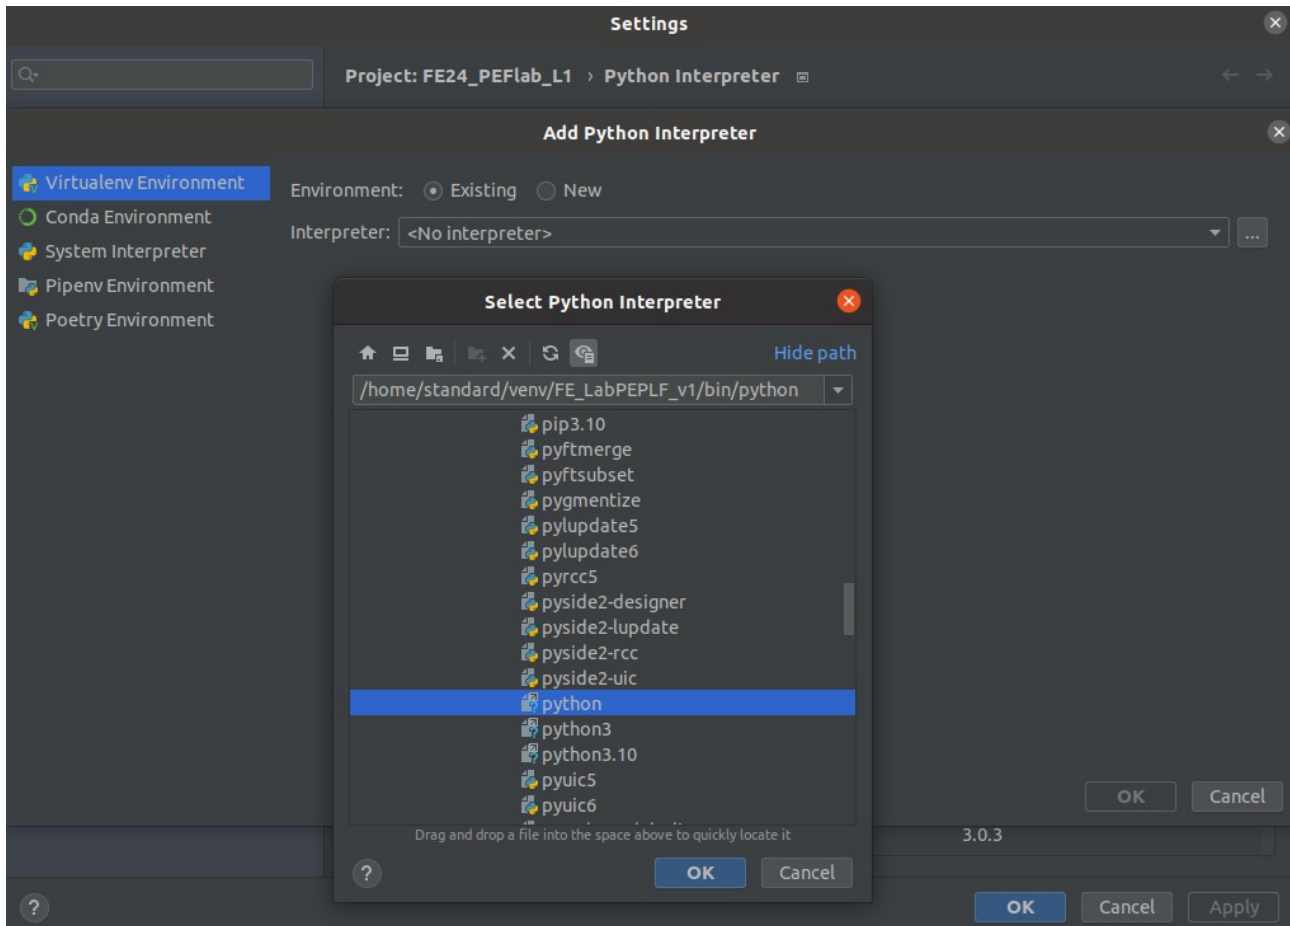 Settings
Project: FE24_PEFlab_L1 › Python Interpreter
Add Python Interpreter
Virtualenv Environment
Conda Environment
System Interpreter
Pipenv Environment
Poetry Environment
Environment: Existing New
Interpreter: <No interpreter>
...
Select Python Interpreter
Hide path
/home/standard/venv/FE_LabPEPLF_v1/bin/python
pip3.10
pyftmerge
pyftsubset
pygmentize
pylupdate5
pylupdate6
pyrcc5
pyside2-designer
pyside2-lupdate
pyside2-rcc
pyside2-uic
python
python3
python3.10
pyuic5
pyuic6
Drag and drop a file into the space above to quickly locate it
? OK Cancel
OK Cancel
3.0.3
? OK Cancel Apply